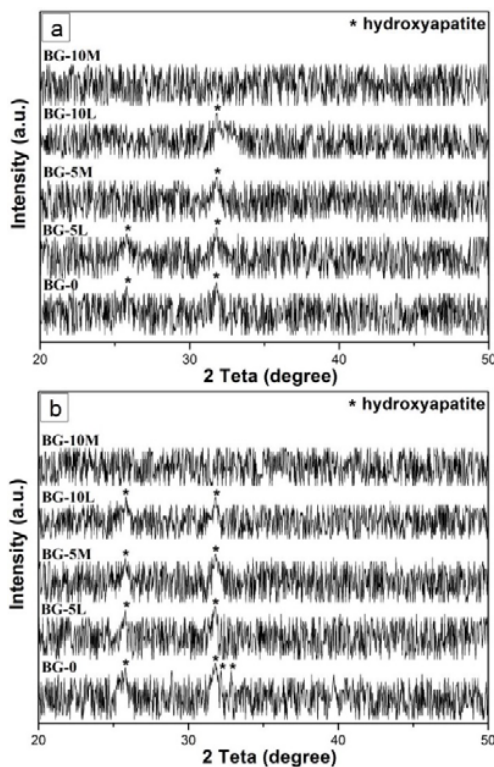 a
* hydroxyapatite
BG-10M
BG-10L
*
BG-5M
*
BG-5L
* *
BG-0
* *
Intensity (a.u.)
20 30 40 50
2 Teta (degree)
b
* hydroxyapatite
BG-10M
BG-10L
* *
BG-5M
* *
BG-5L
* *
BG-0
* * * *
Intensity (a.u.)
20 30 40 50
2 Teta (degree)